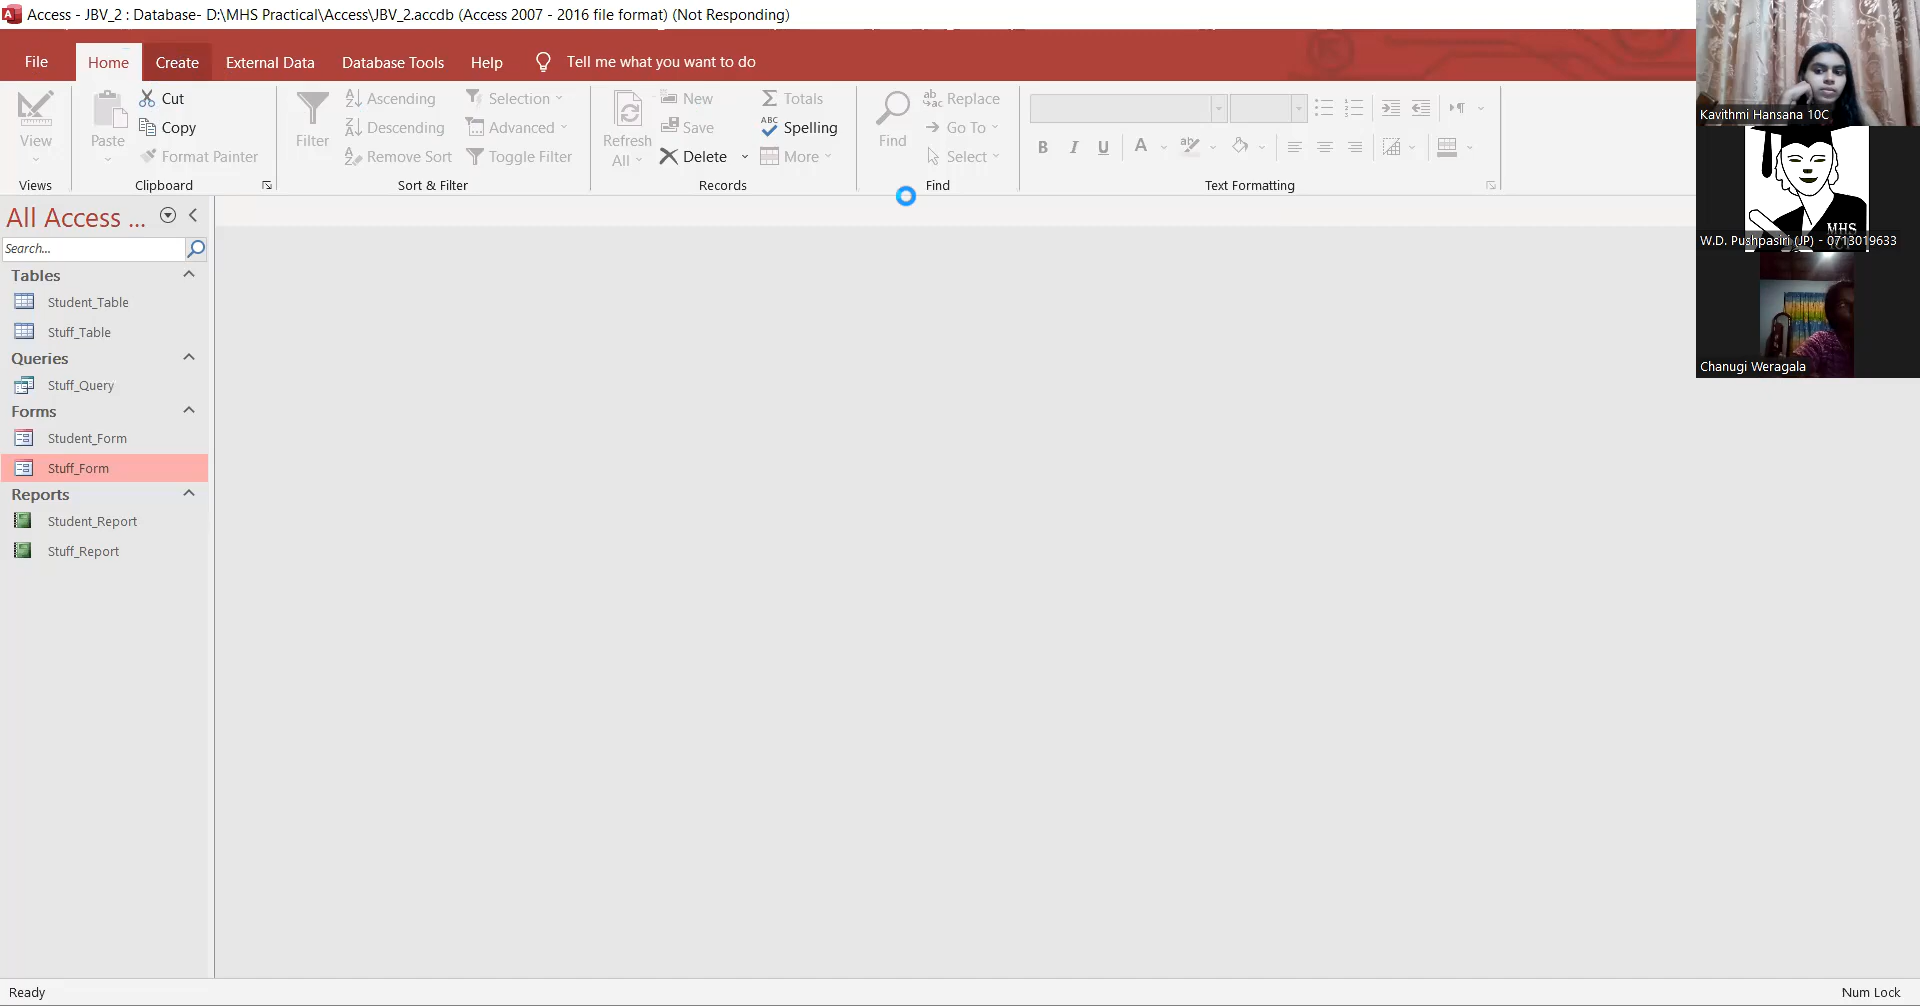 Access - JBV_2 : Database- D:\MHS Practical\Access\JBV_2.accdb (Access 2007 - 2016 file format) (Not Responding)
File Home Create External Data Database Tools Help Tell me what you want to do
View
Views
Paste
Cut
Copy
Format Painter
Clipboard
Filter
Ascending
Descending
Remove Sort
Selection
Advanced
Toggle Filter
Sort & Filter
Refresh
All
New
Save
Delete
Totals
Spelling
More
Records
Find
Replace
Go To
Select
Find
B I U A
Text Formatting
All Access ...
Search...
Tables
Student_Table
Stuff_Table
Queries
Stuff_Query
Forms
Student_Form
Stuff_Form
Reports
Student_Report
Stuff_Report
Kavithmi Hansana 10C
MHS
W.D. Pushpasiri (JP) - 0713019633
Chanugi Weragala
Ready
Num Lock